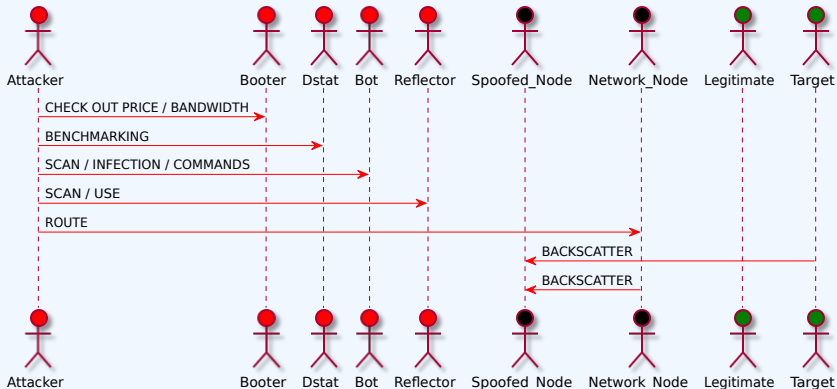 Attacker Booter Dstat Bot Reflector Spoofed_Node Network_Node Legitimate Target
CHECK OUT PRICE / BANDWIDTH
BENCHMARKING
SCAN / INFECTION / COMMANDS
SCAN / USE
ROUTE
BACKSCATTER
BACKSCATTER
Attacker Booter Dstat Bot Reflector Spoofed_Node Network_Node Legitimate Target